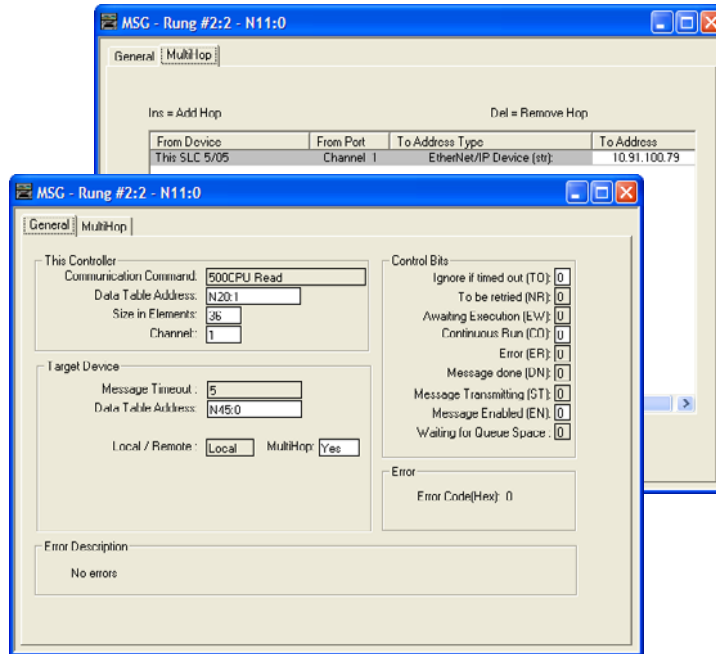 MSG - Rung #2:2 - N11:0
General MultiHop
Ins = Add Hop Del = Remove Hop
From Device From Port To Address Type To Address
This SLC 5/05 Channel 1 EtherNet/IP Device (str): 10.91.100.79
MSG - Rung #2:2 - N11:0
General MultiHop
This Controller
Communication Command: 500CPU Read
Data Table Address: N20:1
Size in Elements: 36
Channel: 1
Target Device
Message Timeout : 5
Data Table Address: N45:0
Local / Remote : Local MultiHop: Yes
Control Bits
Ignore if timed out (TO): 0
To be retried (NR): 0
Awaiting Execution (EW): 0
Continuous Run (CO): 0
Error (ER): 0
Message done (DN): 0
Message Transmitting (ST): 0
Message Enabled (EN): 0
Waiting for Queue Space : 0
Error
Error Code(Hex): 0
Error Description
No errors